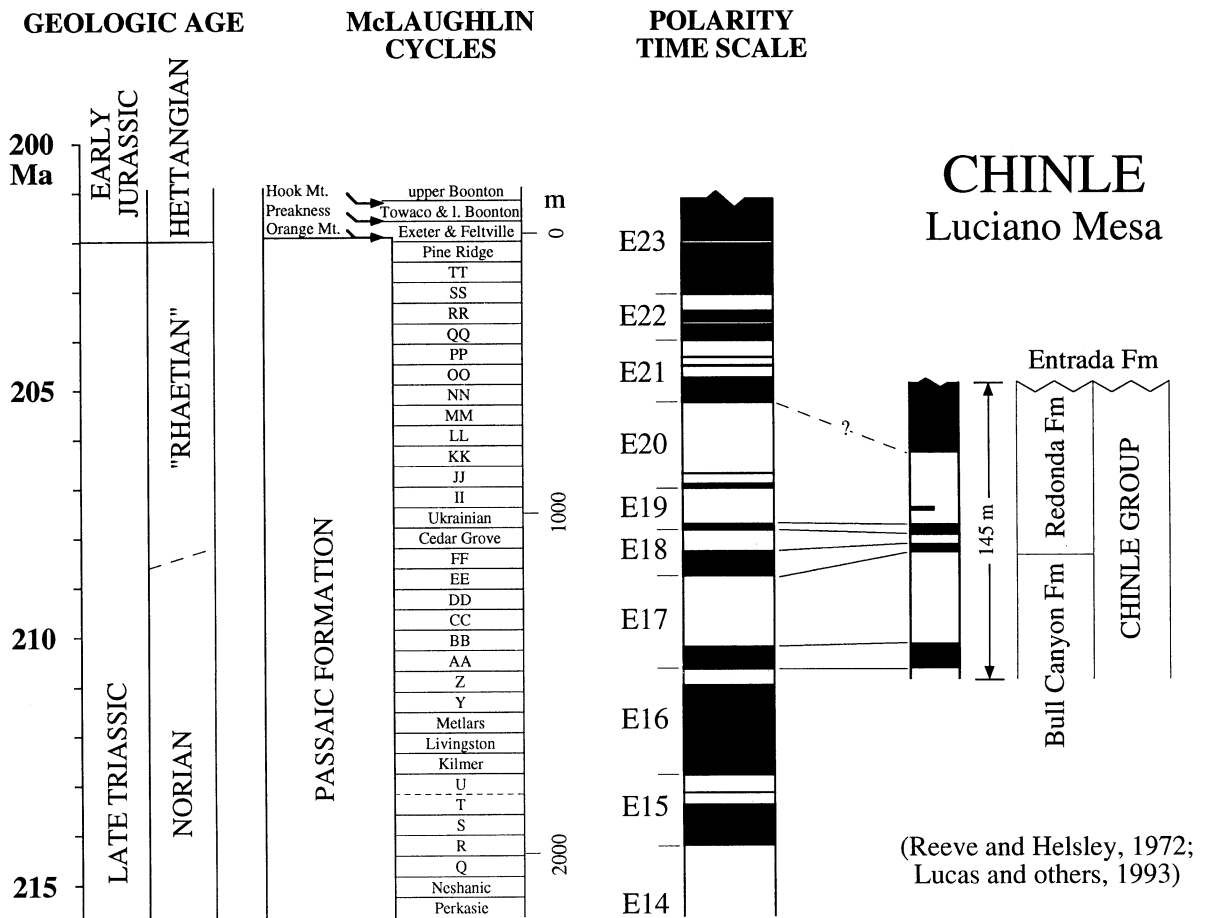 GEOLOGIC AGE
McLAUGHLIN
CYCLES
POLARITY
TIME SCALE
200
Ma
205
210
215
EARLY
JURASSIC
HETTANGIAN
LATE TRIASSIC
"RHAETIAN"
NORIAN
Hook Mt.
Preakness
Orange Mt.
PASSAIC FORMATION
upper Boonton
Towaco & l. Boonton
Exeter & Feltville
Pine Ridge
TT
SS
RR
QQ
PP
OO
NN
MM
LL
KK
JJ
II
Ukrainian
Cedar Grove
FF
EE
DD
CC
BB
AA
Z
Y
Metlars
Livingston
Kilmer
U
T
S
R
Q
Neshanic
Perkasie
m
0
1000
2000
E23
E22
E21
E20
E19
E18
E17
E16
E15
E14
?
CHINLE
Luciano Mesa
Entrada Fm
145 m
Redonda Fm
Bull Canyon Fm
CHINLE GROUP
(Reeve and Helsley, 1972;
Lucas and others, 1993)